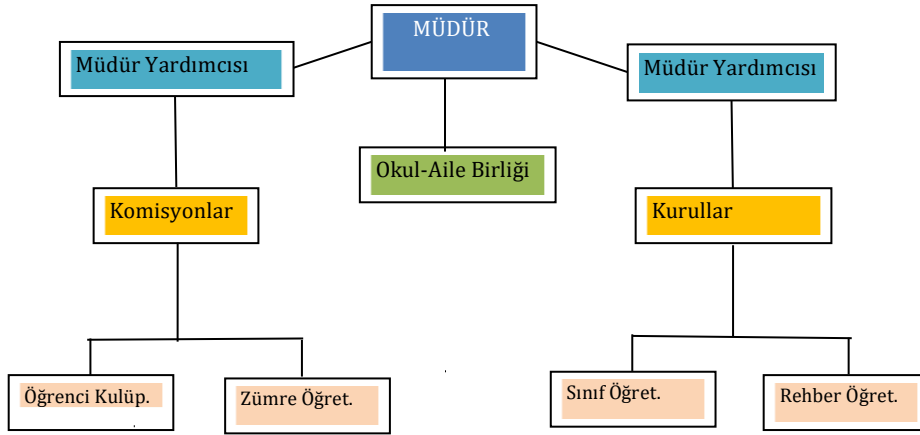 MÜDÜR
Müdür Yardımcısı
Müdür Yardımcısı
Okul-Aile Birliği
Komisyonlar
Kurullar
Öğrenci Kulüp.
Zümre Öğret.
Sınıf Öğret.
Rehber Öğret.